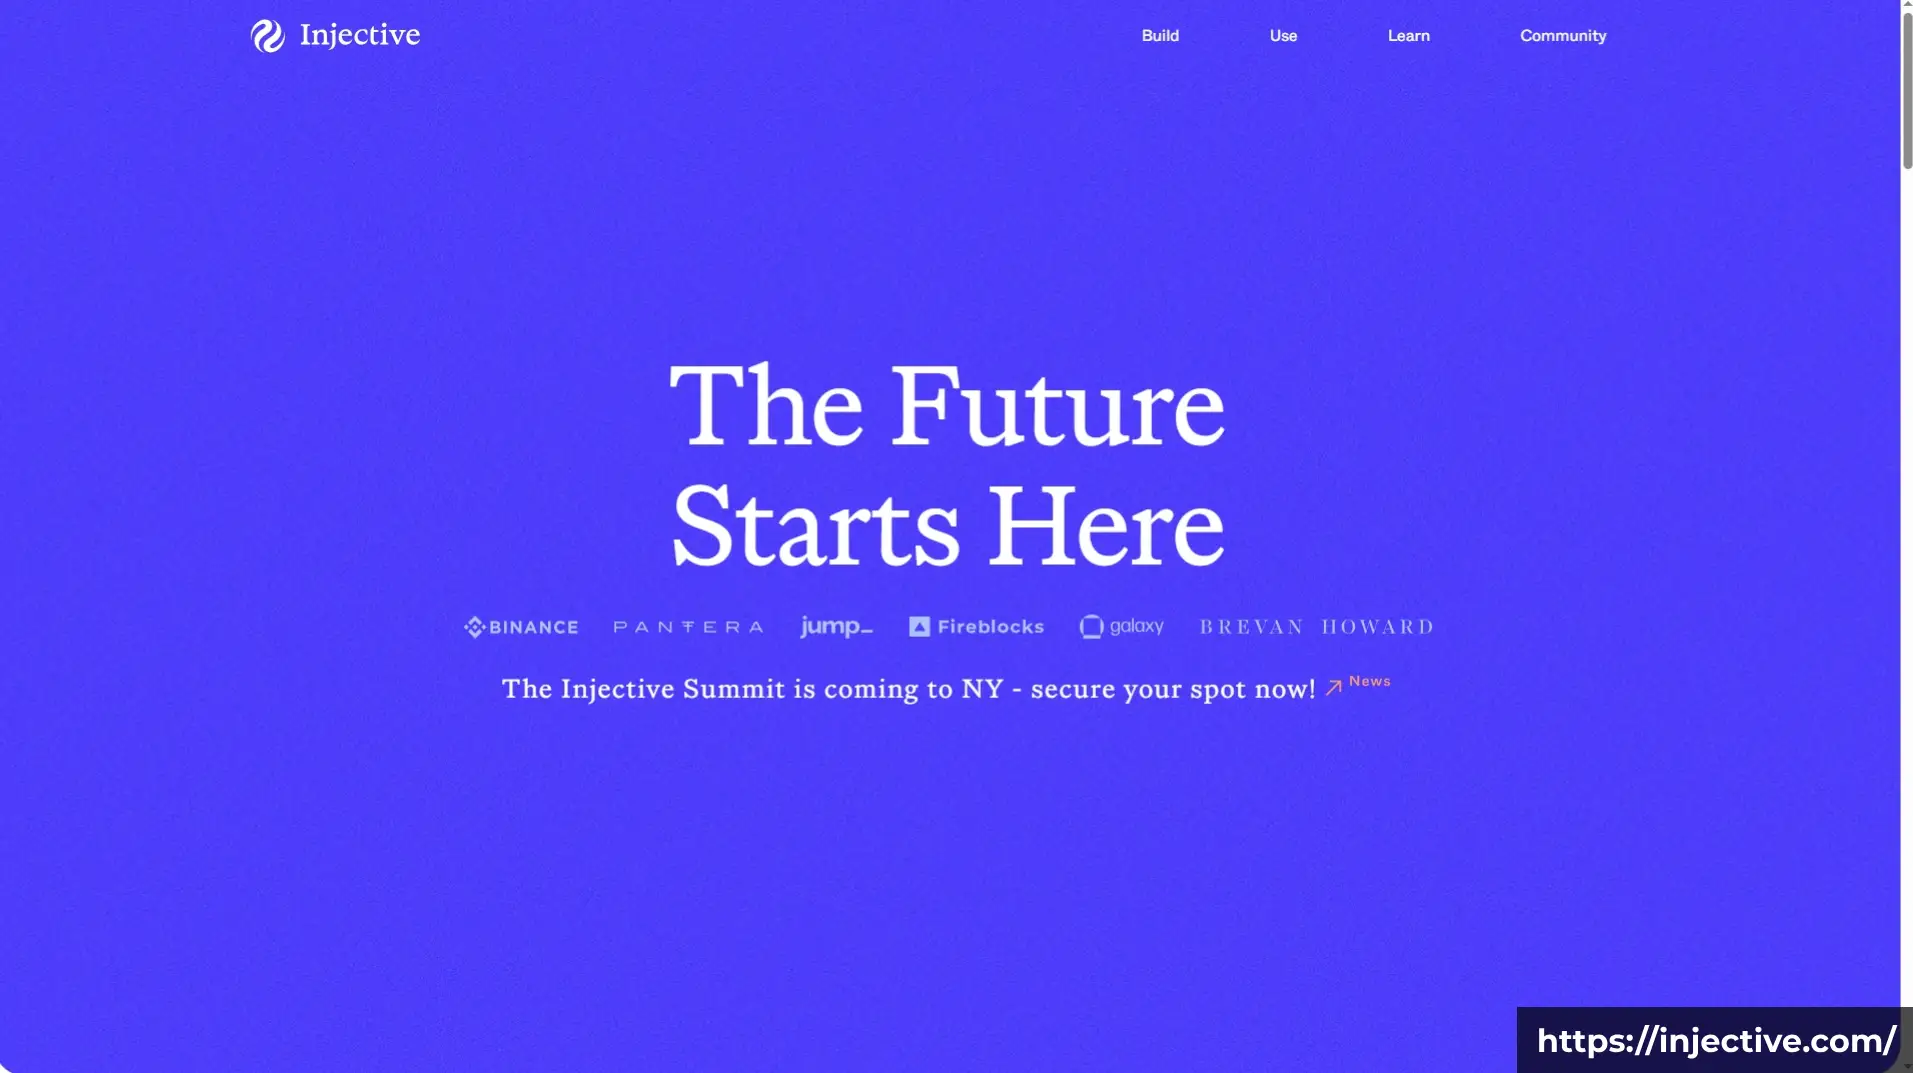 Injective
Build Use Learn Community
The Future
Starts Here
BINANCE PANTERA jump_ Fireblocks galaxy BREVAN HOWARD
The Injective Summit is coming to NY - secure your spot now! ↗ News
https://injective.com/